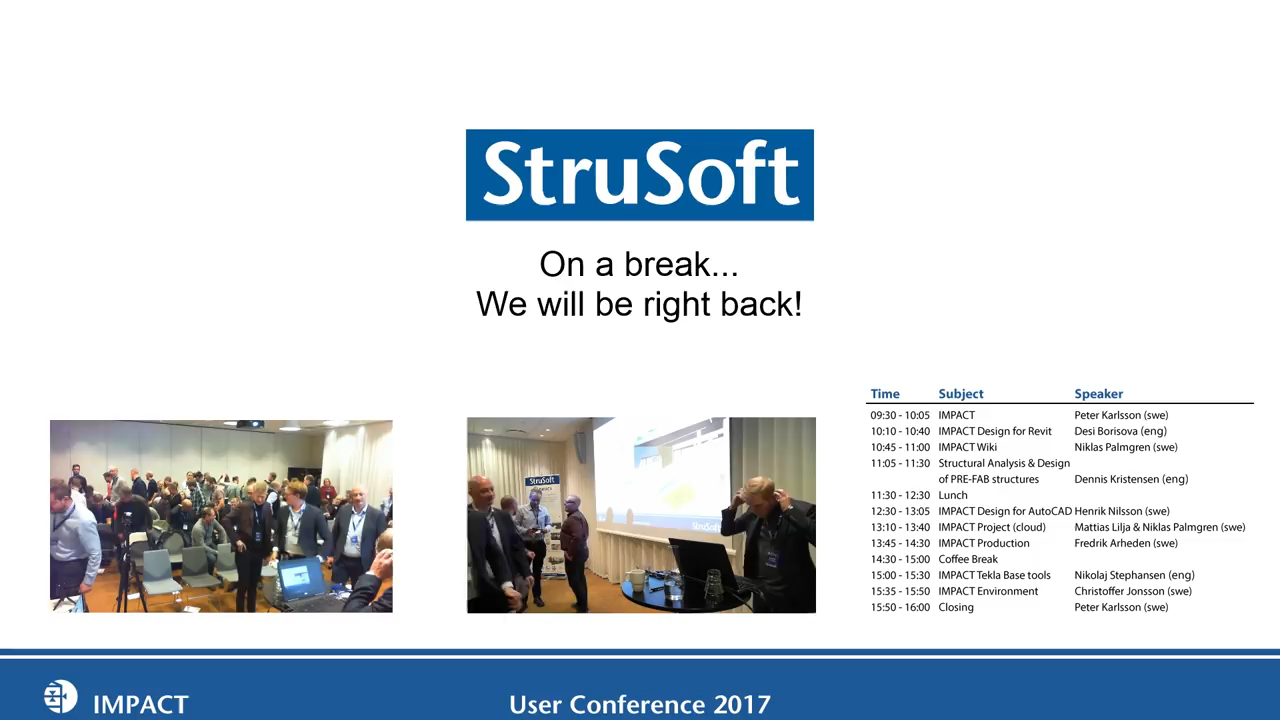 StruSoft
On a break...
We will be right back!
Time Subject Speaker
09:30 - 10:05 IMPACT Peter Karlsson (swe)
10:10 - 10:40 IMPACT Design for Revit Desi Borisova (eng)
10:45 - 11:00 IMPACT Wiki Niklas Palmgren (swe)
11:05 - 11:30 Structural Analysis & Design
of PRE-FAB structures Dennis Kristensen (eng)
11:30 - 12:30 Lunch
12:30 - 13:05 IMPACT Design for AutoCAD Henrik Nilsson (swe)
13:10 - 13:40 IMPACT Project (cloud) Mattias Lilja & Niklas Palmgren (swe)
13:45 - 14:30 IMPACT Production Fredrik Arheden (swe)
14:30 - 15:00 Coffee Break
15:00 - 15:30 IMPACT Tekla Base tools Nikolaj Stephansen (eng)
15:35 - 15:50 IMPACT Environment Christoffer Jonsson (swe)
15:50 - 16:00 Closing Peter Karlsson (swe)
StruSoft
StruSoft
IMPACT
User Conference 2017